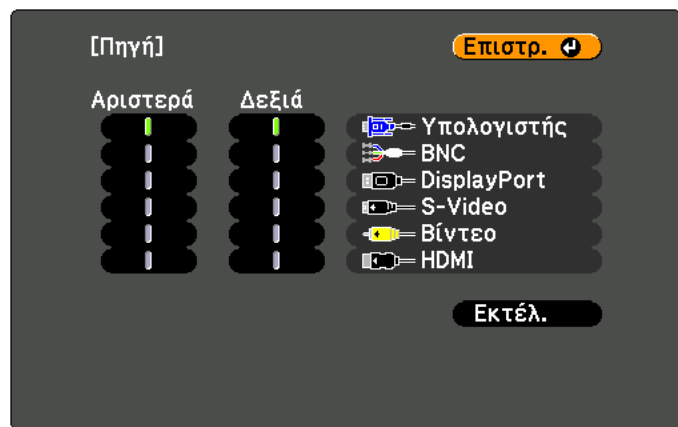 [Πηγή] Επιστρ.
Αριστερά Δεξιά
Υπολογιστής
BNC
DisplayPort
S-Video
Βίντεο
HDMI
Εκτέλ.